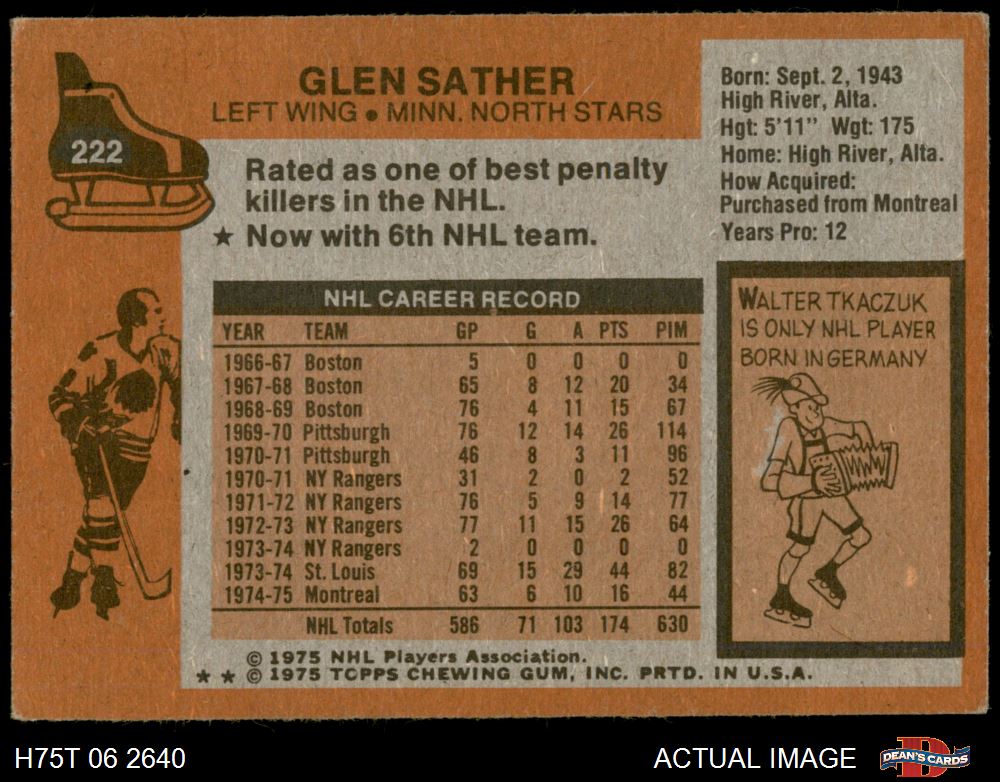 222
GLEN SATHER
LEFT WING • MINN. NORTH STARS
Rated as one of best penalty
killers in the NHL.
★ Now with 6th NHL team.
Born: Sept. 2, 1943
High River, Alta.
Hgt: 5'11" Wgt: 175
Home: High River, Alta.
How Acquired:
Purchased from Montreal
Years Pro: 12
NHL CAREER RECORD
YEAR TEAM GP G A PTS PIM
1966-67 Boston 5 0 0 0 0
1967-68 Boston 65 8 12 20 34
1968-69 Boston 76 4 11 15 67
1969-70 Pittsburgh 76 12 14 26 114
1970-71 Pittsburgh 46 8 3 11 96
1970-71 NY Rangers 31 2 0 2 52
1971-72 NY Rangers 76 5 9 14 77
1972-73 NY Rangers 77 11 15 26 64
1973-74 NY Rangers 2 0 0 0 0
1973-74 St. Louis 69 15 29 44 82
1974-75 Montreal 63 6 10 16 44
NHL Totals 586 71 103 174 630
WALTER TKACZUK
IS ONLY NHL PLAYER
BORN IN GERMANY
© 1975 NHL Players Association.
★ ★ © 1975 TOPPS CHEWING GUM, INC. PRTD. IN U.S.A.
H75T 06 2640
ACTUAL IMAGE
D
DEAN'S CARDS